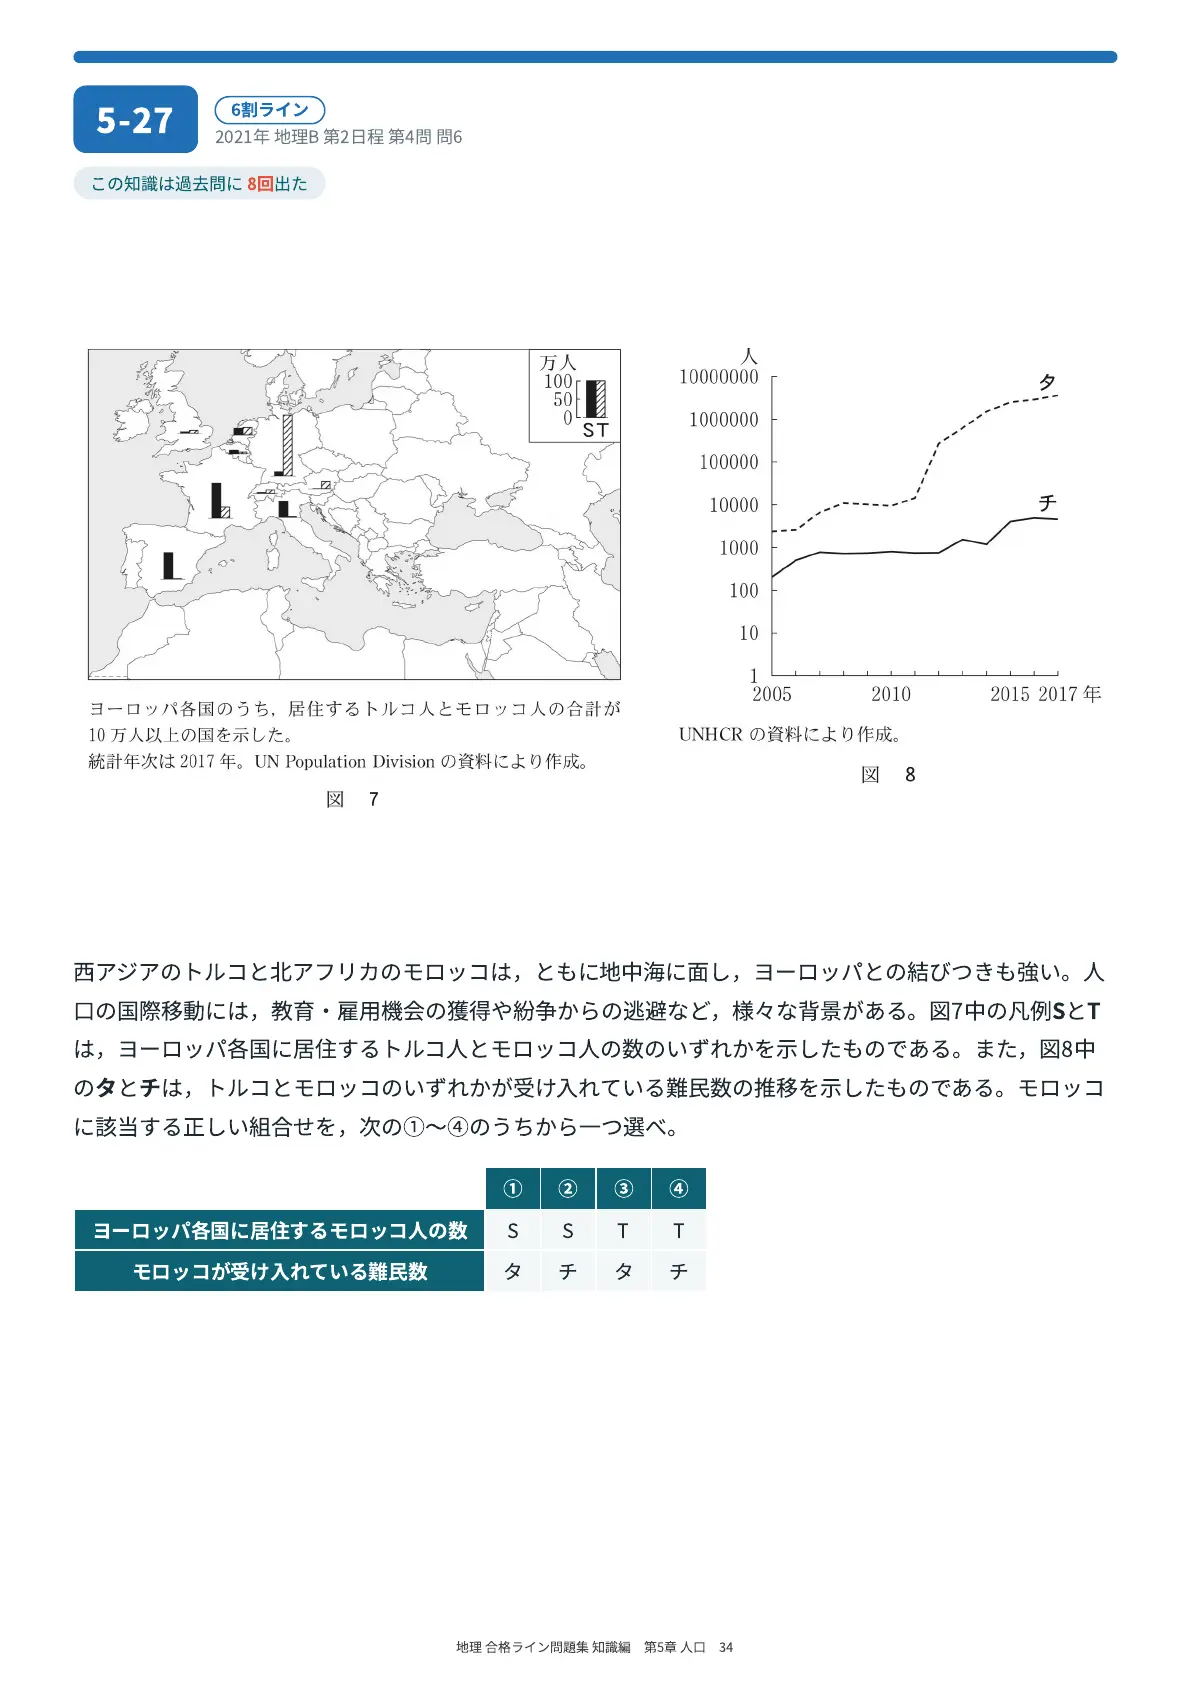 5-27
6割ライン
2021年 地理B 第2日程 第4問 問6
この知識は過去問に 8回出た
万人
100
50
0
S T
ヨーロッパ各国のうち，居住するトルコ人とモロッコ人の合計が
10 万人以上の国を示した。
統計年次は 2017 年。UN Population Division の資料により作成。
図 7
人
10000000
1000000
100000
10000
1000
100
10
1
タ
チ
2005 2010 2015 2017 年
UNHCR の資料により作成。
図 8
西アジアのトルコと北アフリカのモロッコは，ともに地中海に面し，ヨーロッパとの結びつきも強い。人
口の国際移動には，教育・雇用機会の獲得や紛争からの逃避など，様々な背景がある。図7中の凡例SとT
は，ヨーロッパ各国に居住するトルコ人とモロッコ人の数のいずれかを示したものである。また，図8中
のタとチは，トルコとモロッコのいずれかが受け入れている難民数の推移を示したものである。モロッコ
に該当する正しい組合せを，次の①～④のうちから一つ選べ。
① ② ③ ④
ヨーロッパ各国に居住するモロッコ人の数 S S T T
モロッコが受け入れている難民数 タ チ タ チ
地理 合格ライン問題集 知識編 第5章 人口 34